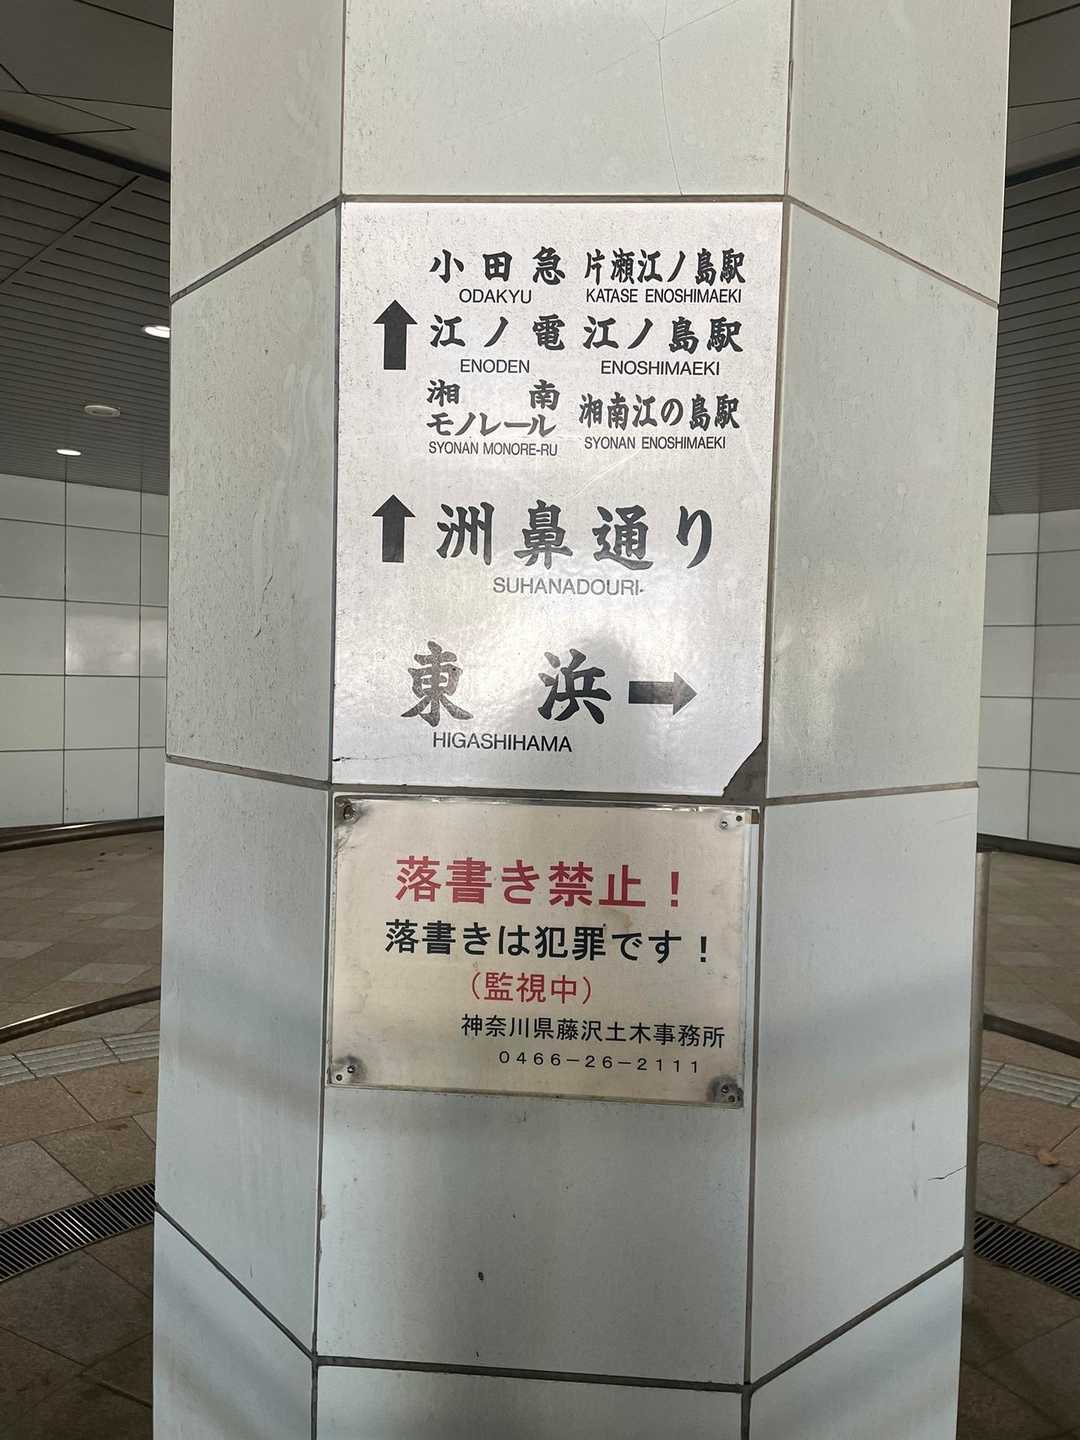 小田急 片瀬江ノ島駅
ODAKYU KATASE ENOSHIMAEKI
↑ 江ノ電 江ノ島駅
ENODEN ENOSHIMAEKI
湘南モノレール 湘南江の島駅
SYONAN MONORE-RU SYONAN ENOSHIMAEKI
↑ 洲鼻通り
SUHANADOURI
東浜 →
HIGASHIHAMA
落書き禁止！
落書きは犯罪です！
（監視中）
神奈川県藤沢土木事務所
0466－26－2111